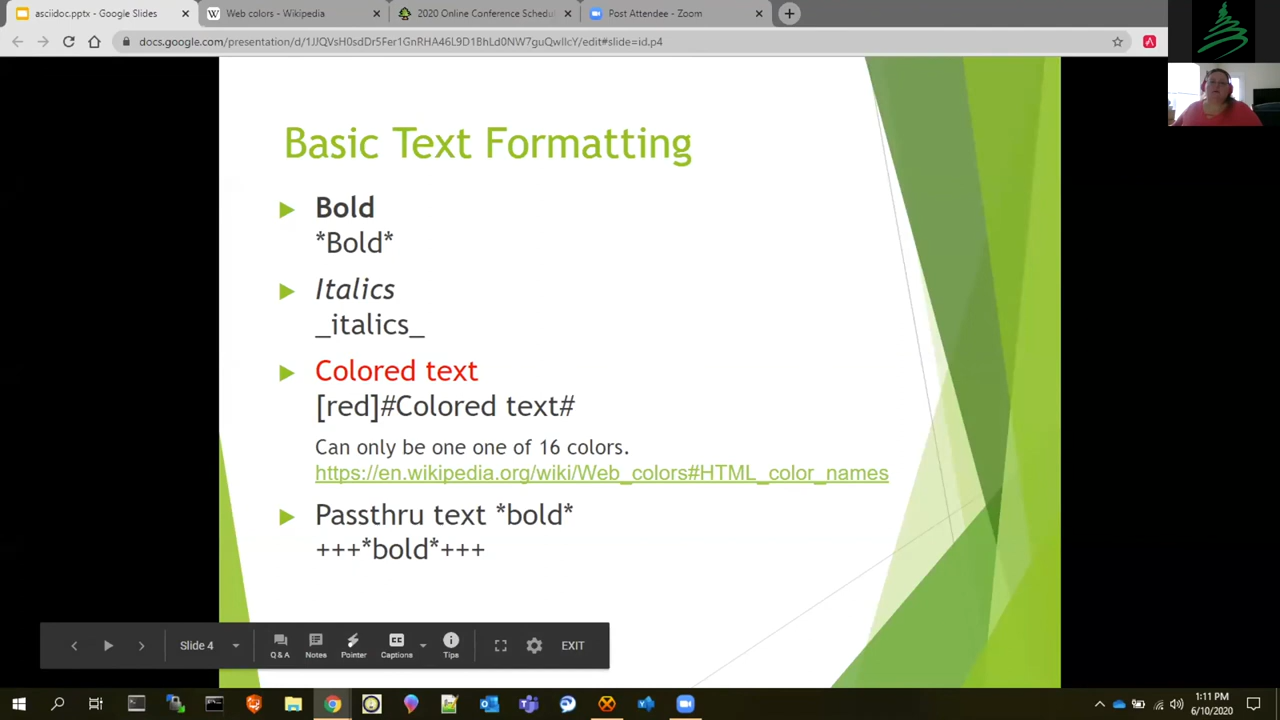 asciidoc.pptx - Google Slides
Web colors - Wikipedia
2020 Online Conference Schedu
Post Attendee - Zoom
docs.google.com/presentation/d/1JJQVsH0sdDr5Fer1GnRHA46L9D1BhLd0NW7guQwllcY/edit#slide=id.p4
Basic Text Formatting
Bold
*Bold*
Italics
_italics_
Colored text
[red]#Colored text#
Can only be one one of 16 colors.
https://en.wikipedia.org/wiki/Web_colors#HTML_color_names
Passthru text *bold*
+++*bold*+++
Slide 4
Q & A
Notes
Pointer
Captions
Tips
EXIT
1:11 PM
6/10/2020